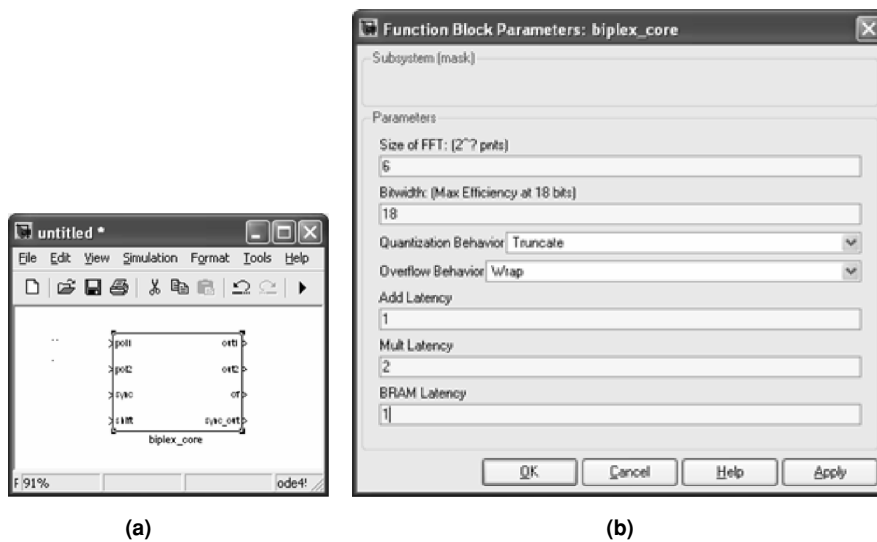 untitled *
File Edit View Simulation Format Tools Help
pol1 out1
pol2 out2
sync of
shift sync_out
biplex_core
91%
(a)
Function Block Parameters: biplex_core
Subsystem (mask)
Parameters
Size of FFT: (2^? pnts)
6
Bitwidth: (Max Efficiency at 18 bits)
18
Quantization Behavior Truncate
Overflow Behavior Wrap
Add Latency
1
Mult Latency
2
BRAM Latency
1
OK Cancel Help Apply
(b)